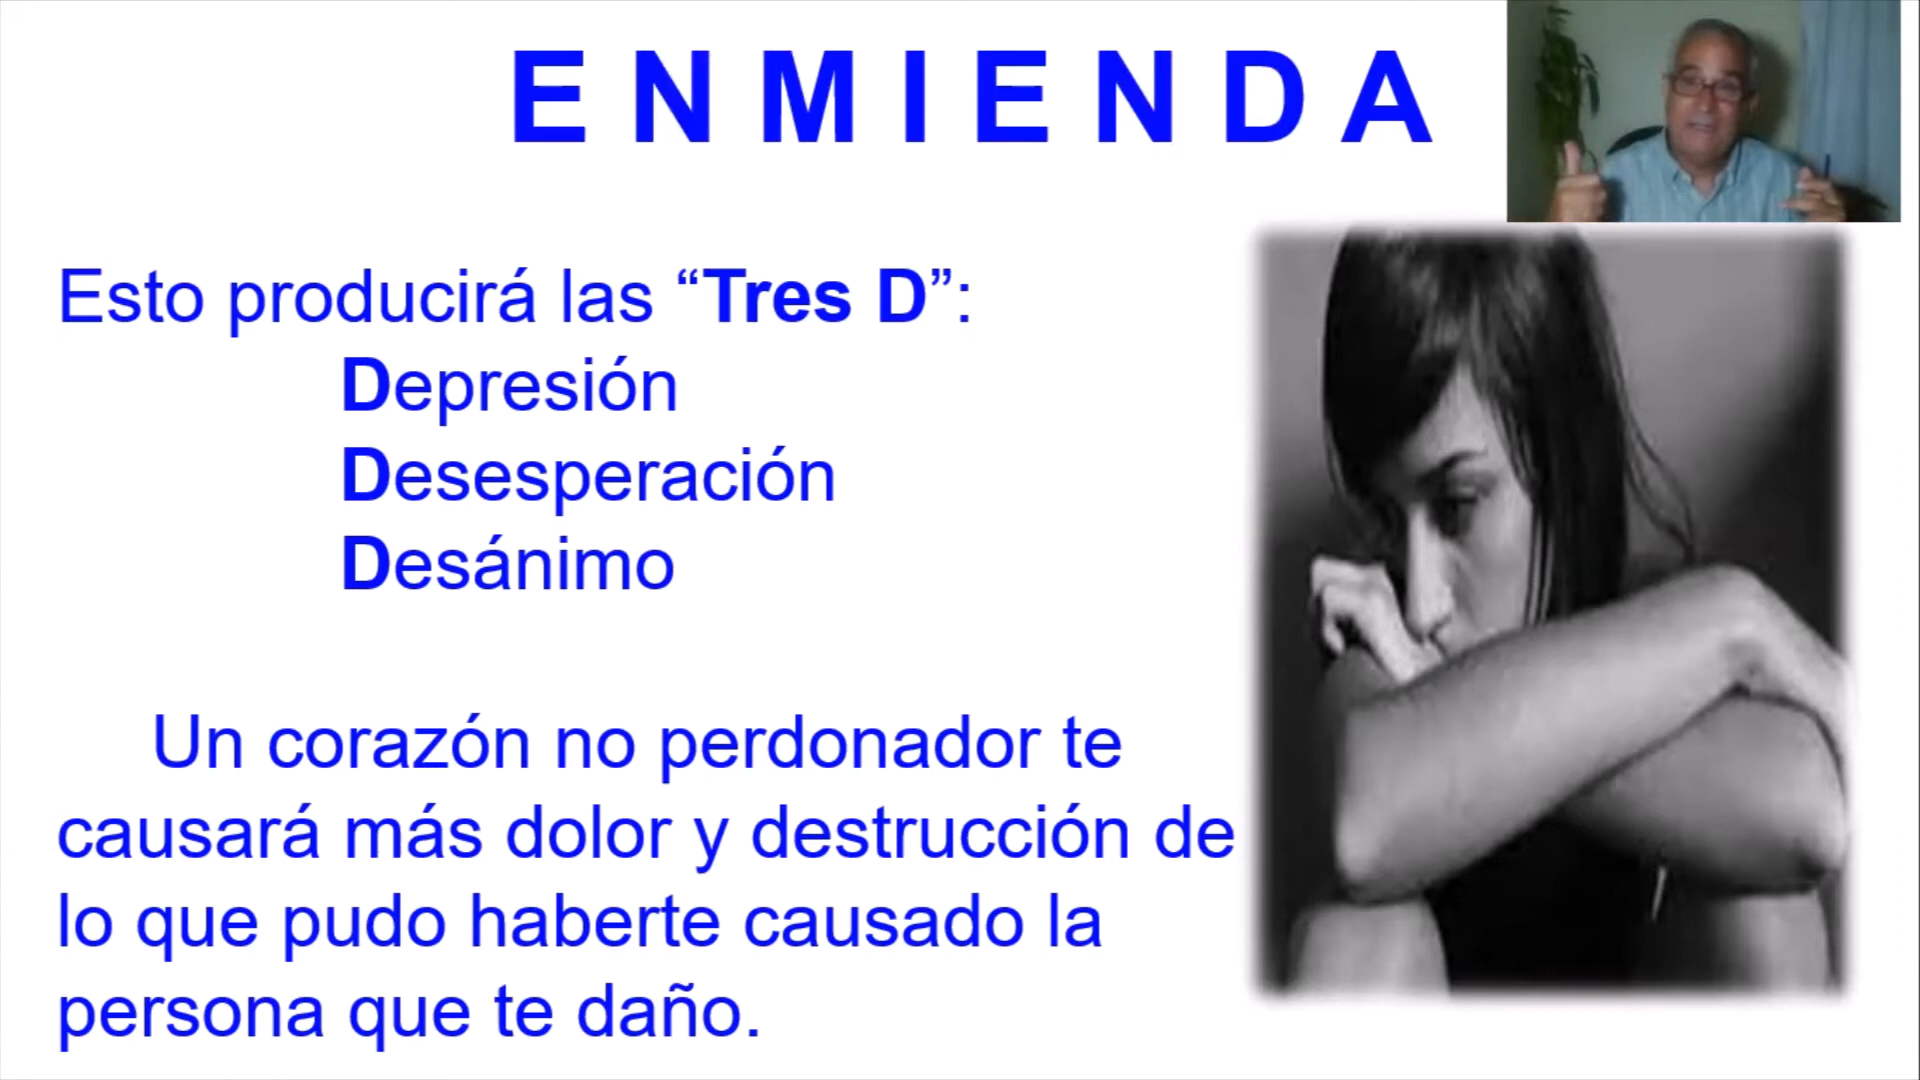 E N M I E N D A
Esto producirá las “Tres D”:
Depresión
Desesperación
Desánimo
Un corazón no perdonador te
causará más dolor y destrucción de
lo que pudo haberte causado la
persona que te daño.